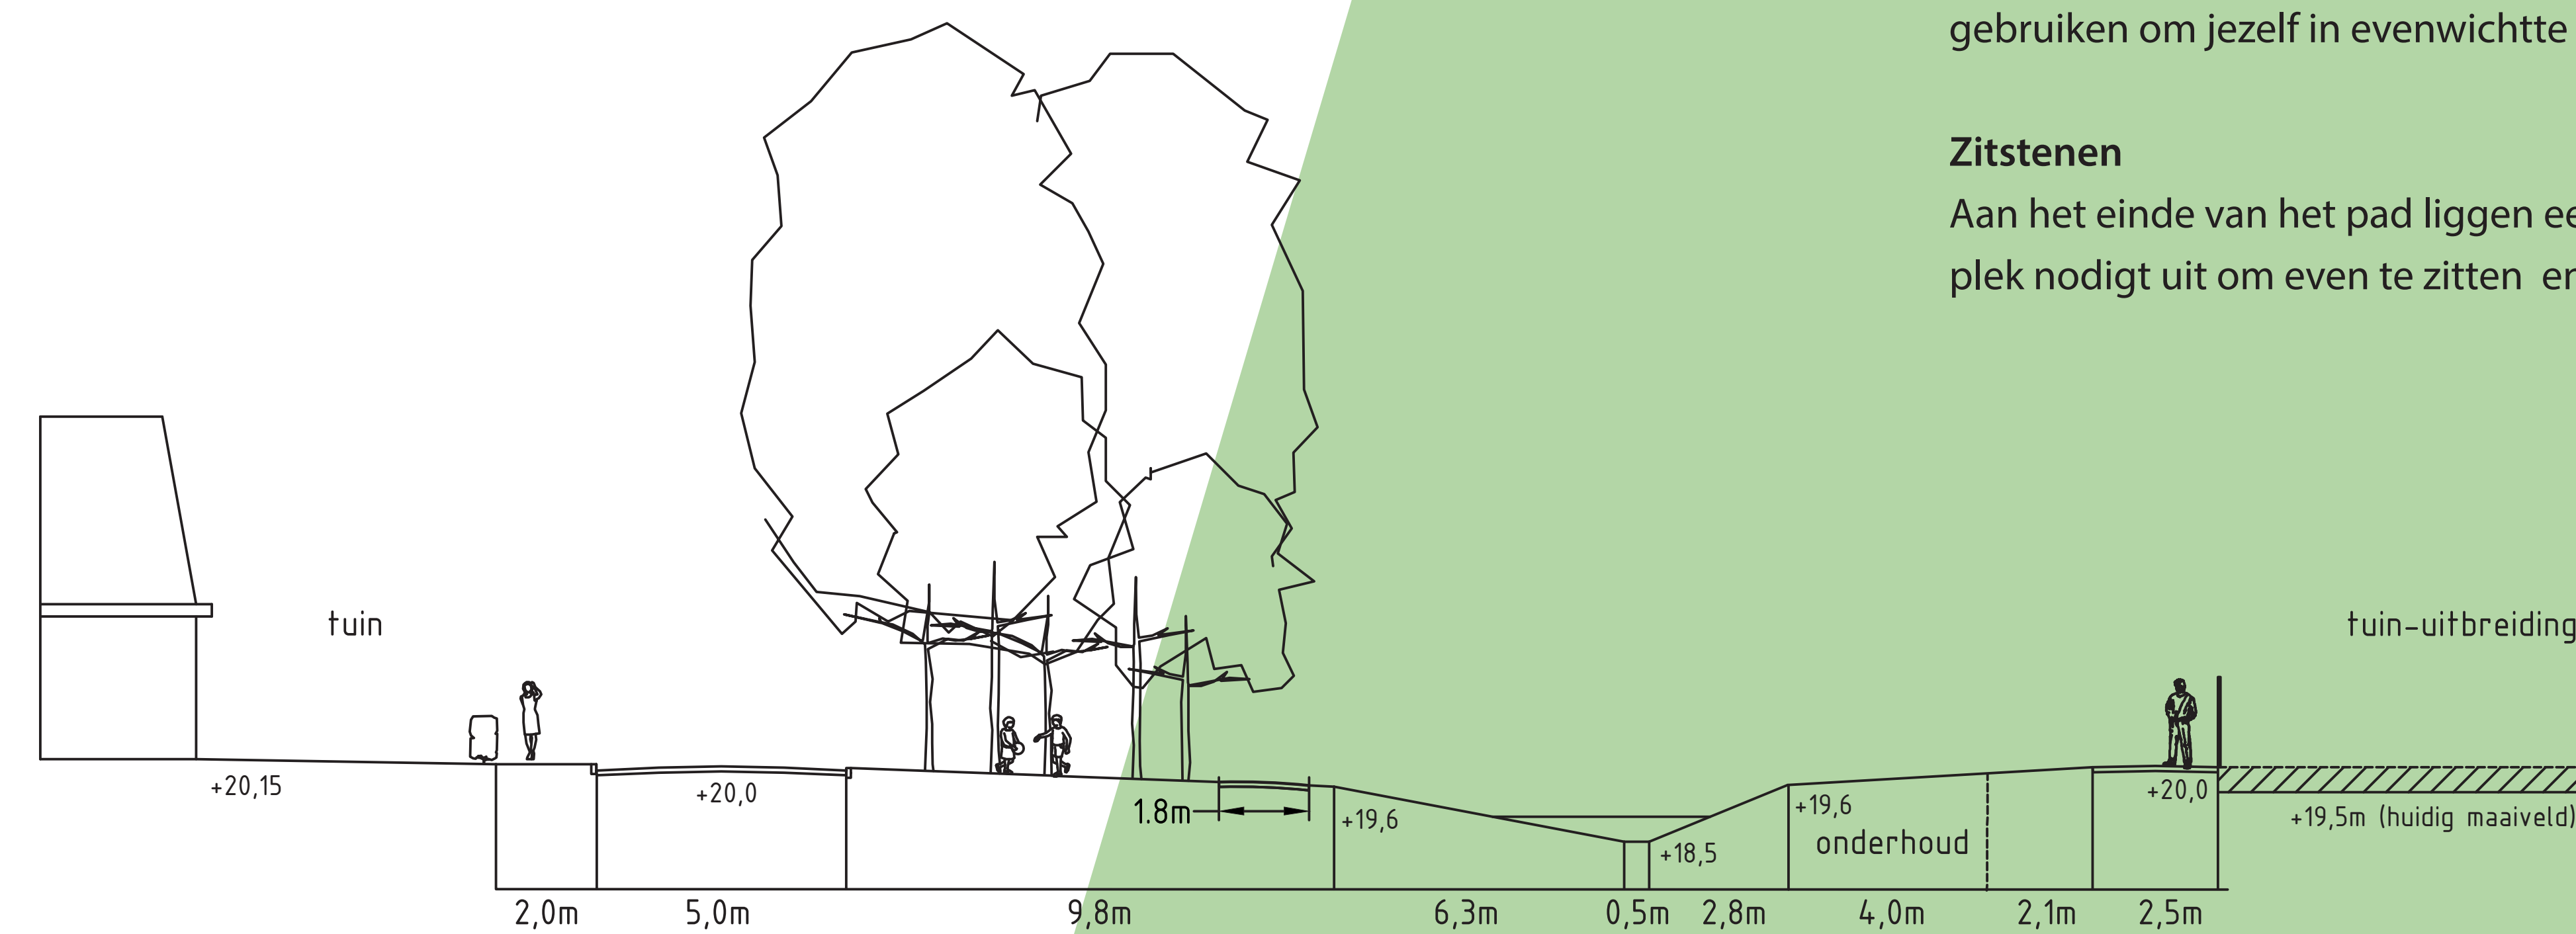 gebruiken om jezelf in evenwichtte
Zitstenen
Aan het einde van het pad liggen
plek nodigt uit om even te zitten
tuin
tuin-uitbreiding
+20,15
+20,0
1.8m
+19,6
+18,5
+19,6
onderhoud
+20,0
+19,5m (huidig maaiveld)
2,0m 5,0m 9,8m 6,3m 0,5m 2,8m 4,0m 2,1m 2,5m